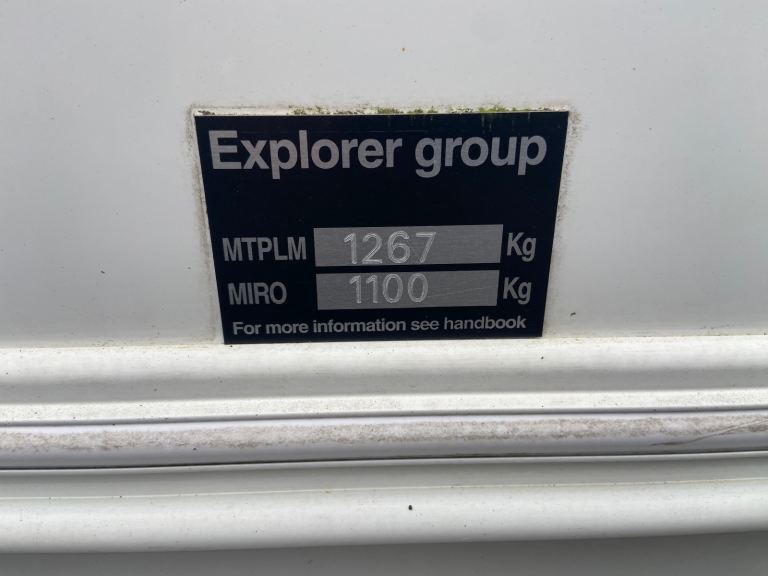 Explorer group
MTPLM 1267 Kg
MIRO 1100 Kg
For more information see handbook